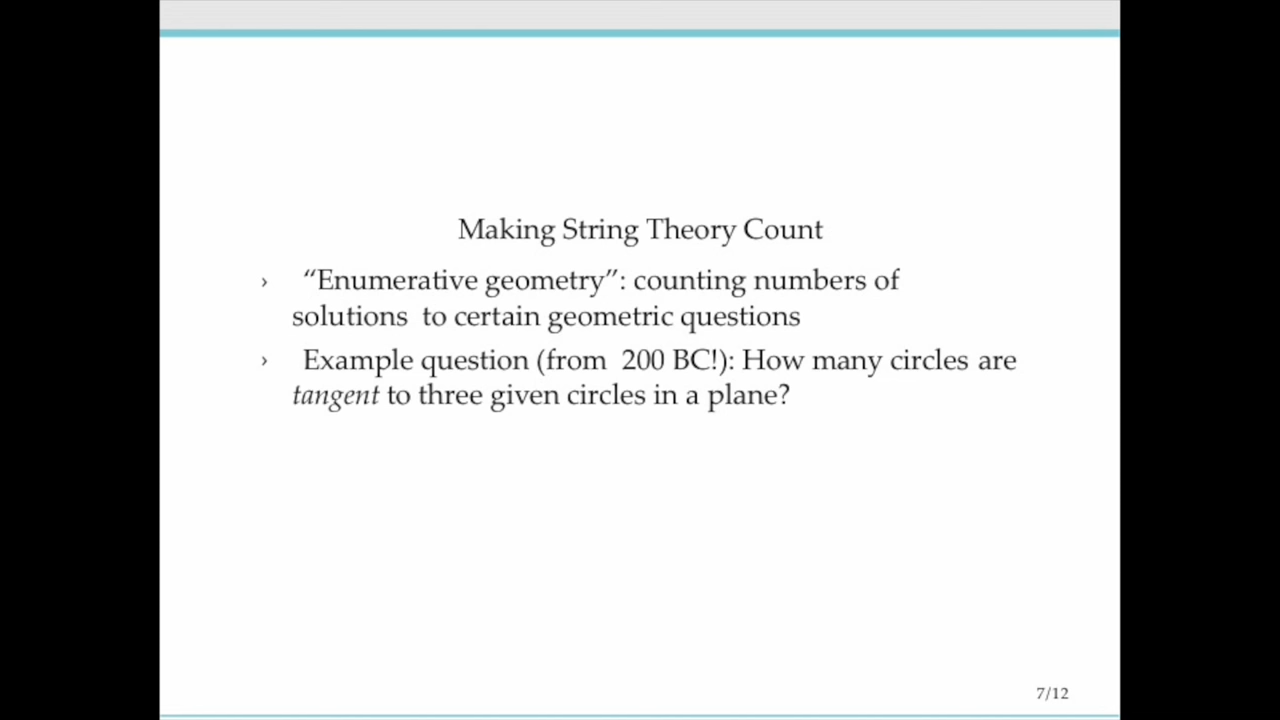 Making String Theory Count
› “Enumerative geometry”: counting numbers of
solutions to certain geometric questions
› Example question (from 200 BC!): How many circles are
tangent to three given circles in a plane?
7/12